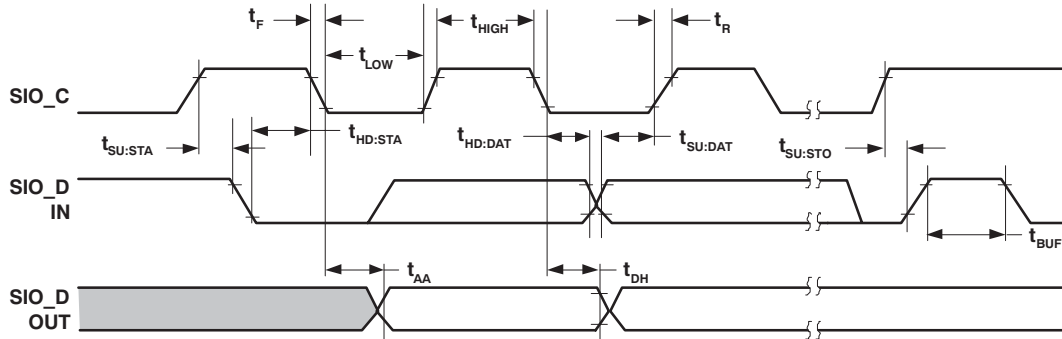 tF
tHIGH
tR
tLOW
SIO_C
tSU:STA
tHD:STA
tHD:DAT
tSU:DAT
tSU:STO
SIO_D
IN
tBUF
tAA
tDH
SIO_D
OUT